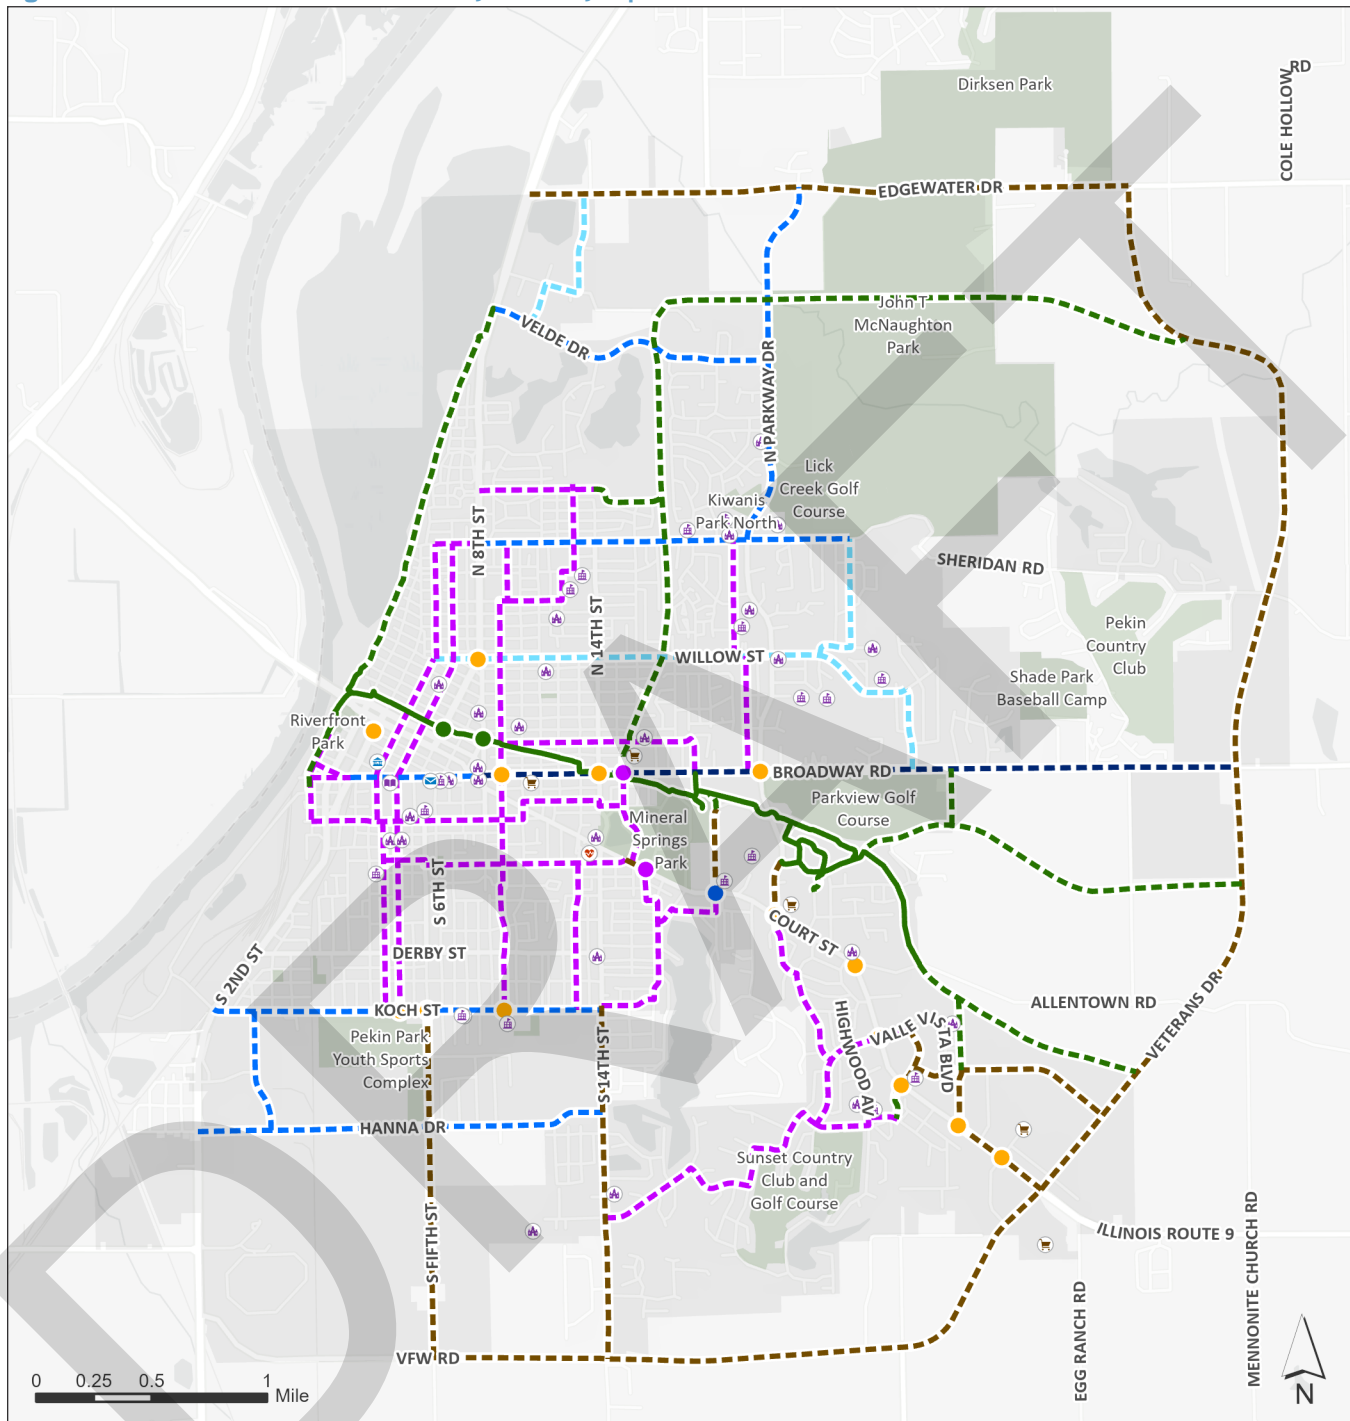 Dirksen Park
COLE HOLLOW RD
EDGEWATER DR
John T
McNaughton
Park
VELDE DR
N PARKWAY DR
Lick
Creek Golf
Course
Kiwanis
Park North
N 8TH ST
SHERIDAN RD
N 14TH ST
Pekin
Country
Club
WILLOW ST
Shade Park
Baseball Camp
Riverfront
Park
BROADWAY RD
Parkview Golf
Course
Mineral
Springs
Park
S 6TH ST
COURT ST
DERBY ST
S 2ND ST
KOCH ST
ALLENTOWN RD
VETERANS DR
HIGHWOOD AV
VALLE VISTA BLVD
Pekin Park
Youth Sports
Complex
S 14TH ST
HANNA DR
Sunset Country
Club and
Golf Course
S FIFTH ST
ILLINOIS ROUTE 9
MENNONITE CHURCH RD
EGG RANCH RD
VFW RD
0 0.25 0.5 1
Mile
N
DRAFT